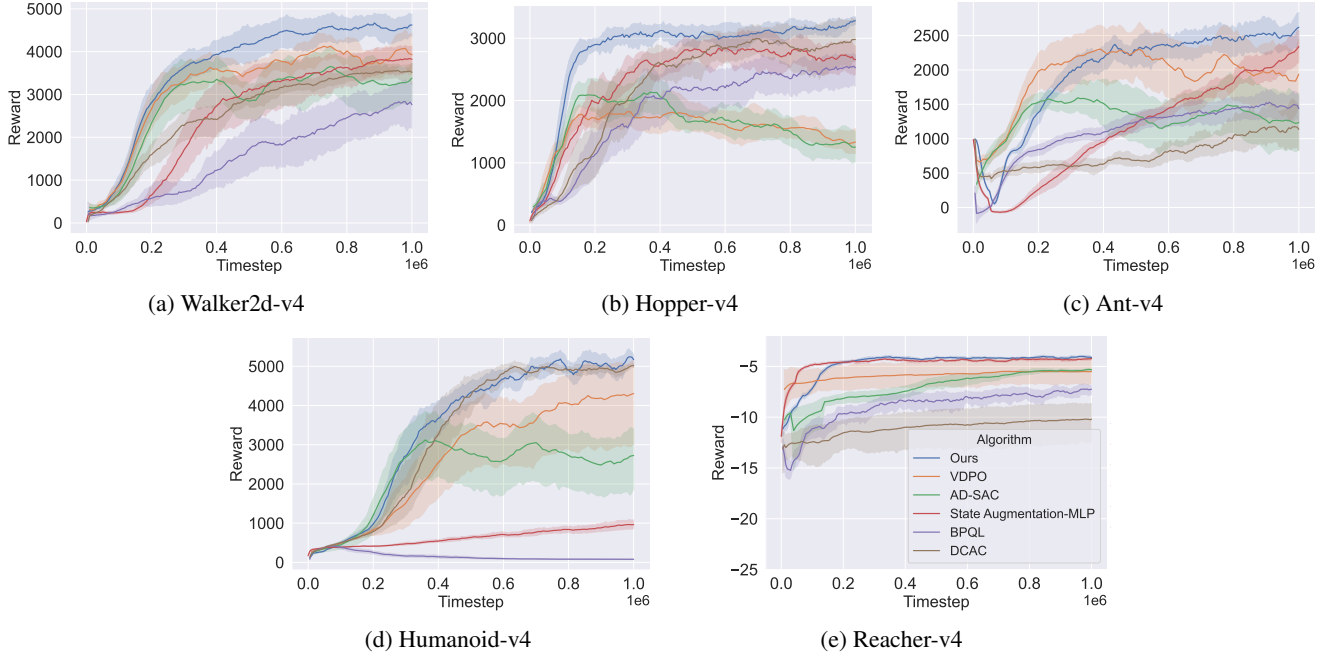 5000
4000
3000
2000
1000
0
Reward
0.0 0.2 0.4 0.6 0.8 1.0
Timestep 1e6
(a) Walker2d-v4
3000
2000
1000
0
Reward
0.0 0.2 0.4 0.6 0.8 1.0
Timestep 1e6
(b) Hopper-v4
2500
2000
1500
1000
500
0
Reward
0.0 0.2 0.4 0.6 0.8 1.0
Timestep 1e6
(c) Ant-v4
5000
4000
3000
2000
1000
0
Reward
0.0 0.2 0.4 0.6 0.8 1.0
Timestep 1e6
(d) Humanoid-v4
−5
−10
−15
−20
−25
Reward
Algorithm
Ours
VDPO
AD-SAC
State Augmentation-MLP
BPQL
DCAC
0.0 0.2 0.4 0.6 0.8 1.0
Timestep 1e6
(e) Reacher-v4